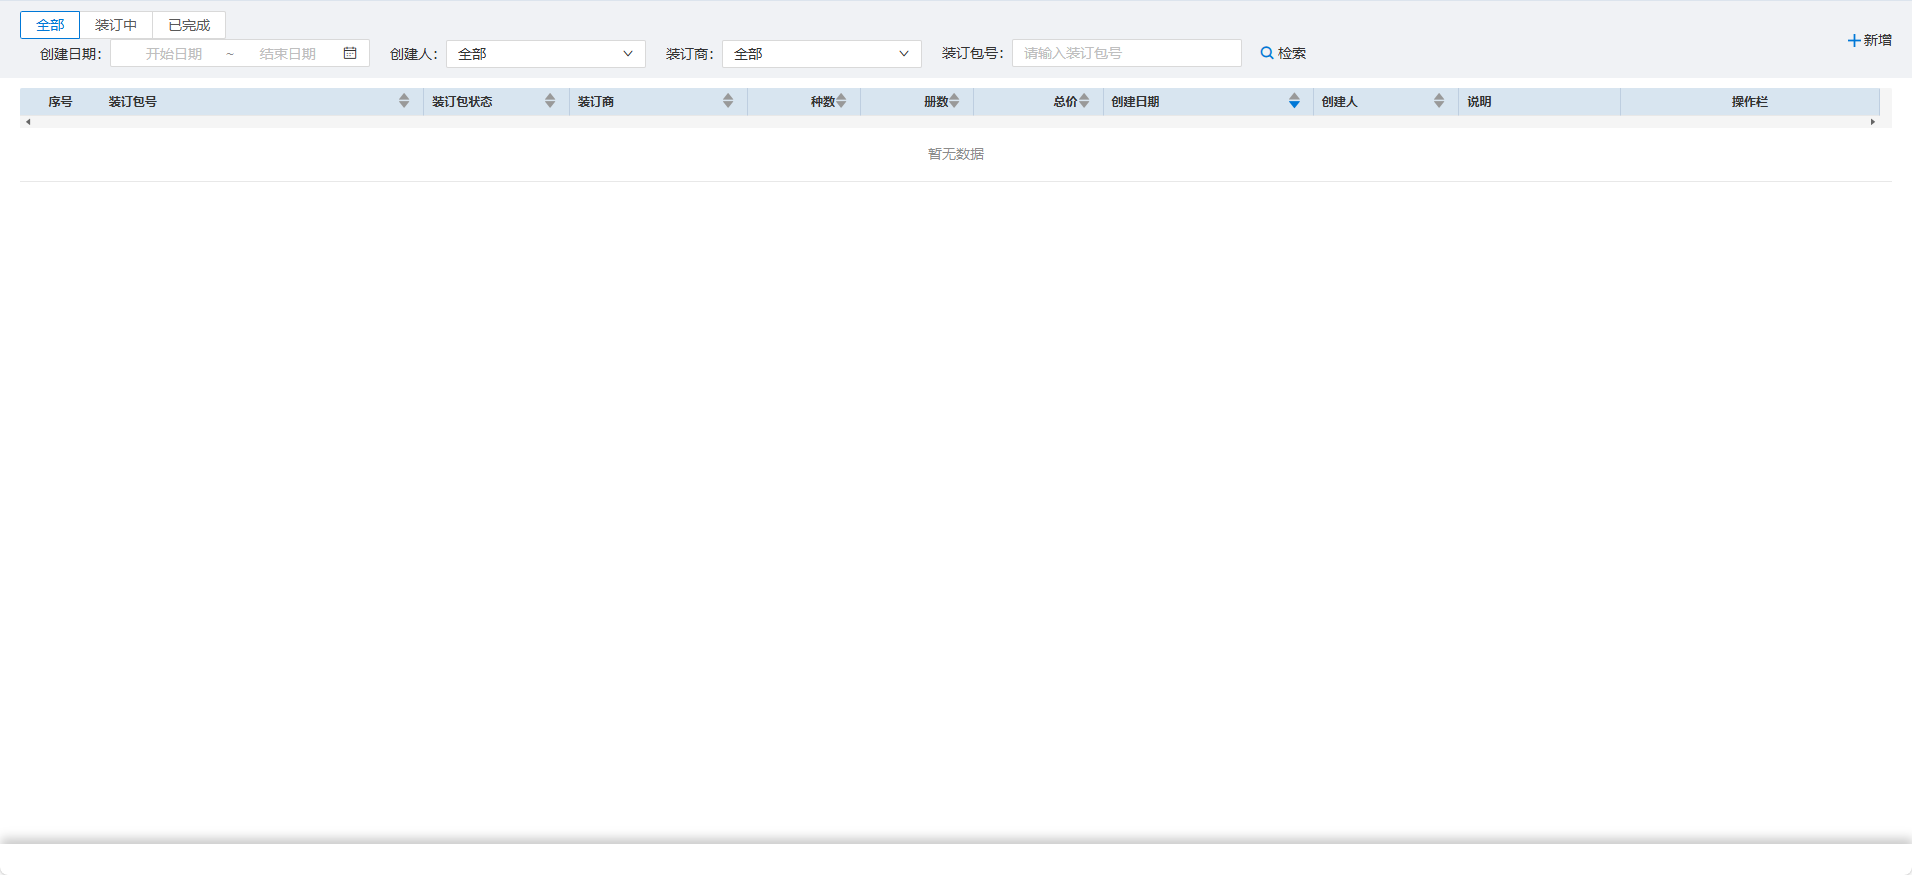 全部 装订中 已完成
创建日期： 开始日期 ~ 结束日期 创建人： 全部 装订商： 全部 装订包号： 请输入装订包号 检索 新增
序号 装订包号 装订包状态 装订商 种数 册数 总价 创建日期 创建人 说明 操作栏
暂无数据